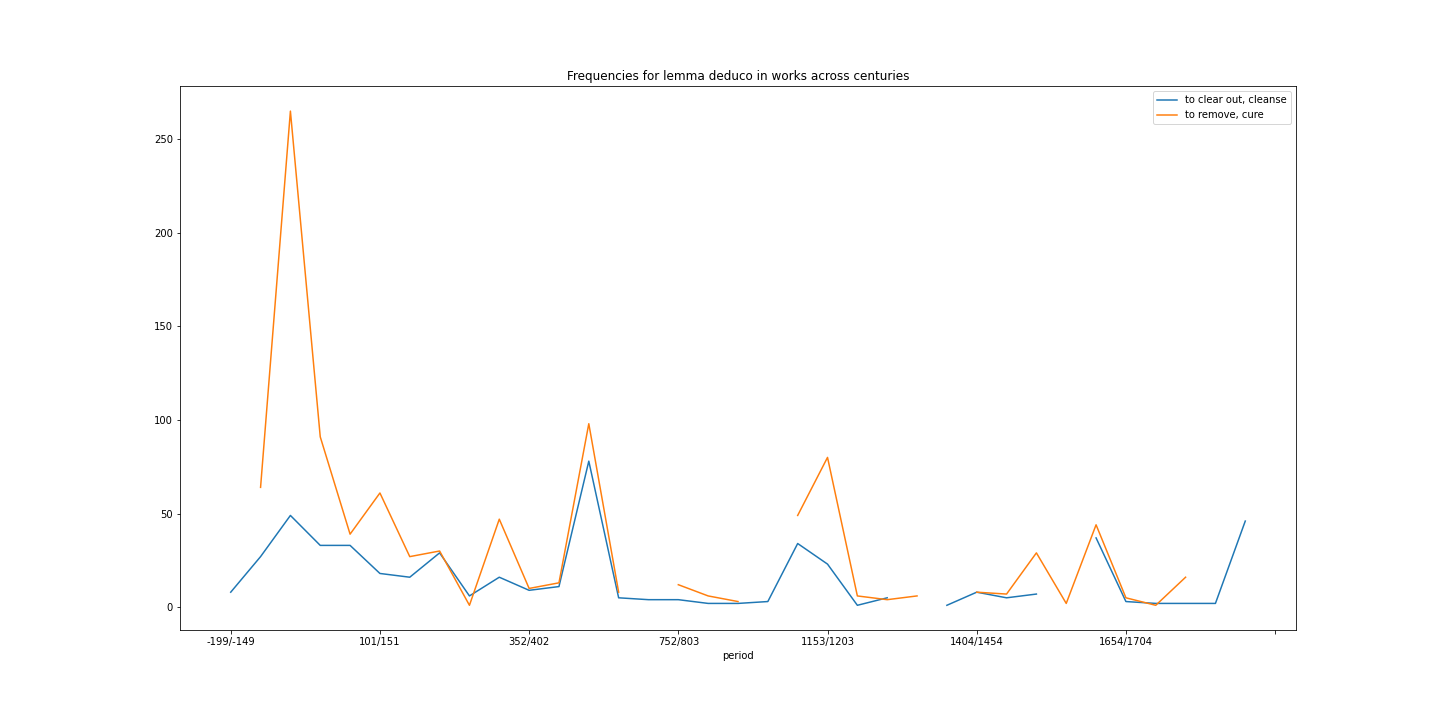 Frequencies for lemma deduco in works across centuries
to clear out, cleanse
to remove, cure
250
200
150
100
50
0
-199/-149 101/151 352/402 752/803 1153/1203 1404/1454 1654/1704
period